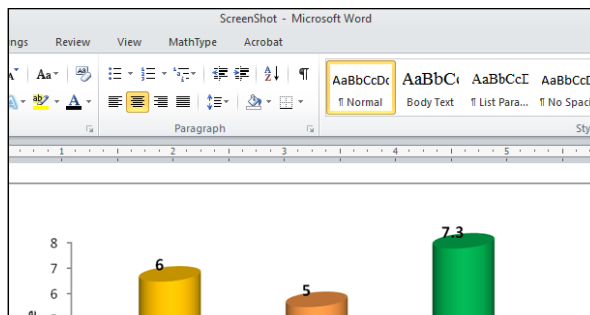 ScreenShot - Microsoft Word
ngs Review View MathType Acrobat
Aa
AaBbCcDc AaBbC AaBbCcD AaBbCcD
¶ Normal Body Text ¶ List Para... ¶ No Spaci
Paragraph Sty
1 2 3 4 5
7.3
8
6
7
5
6